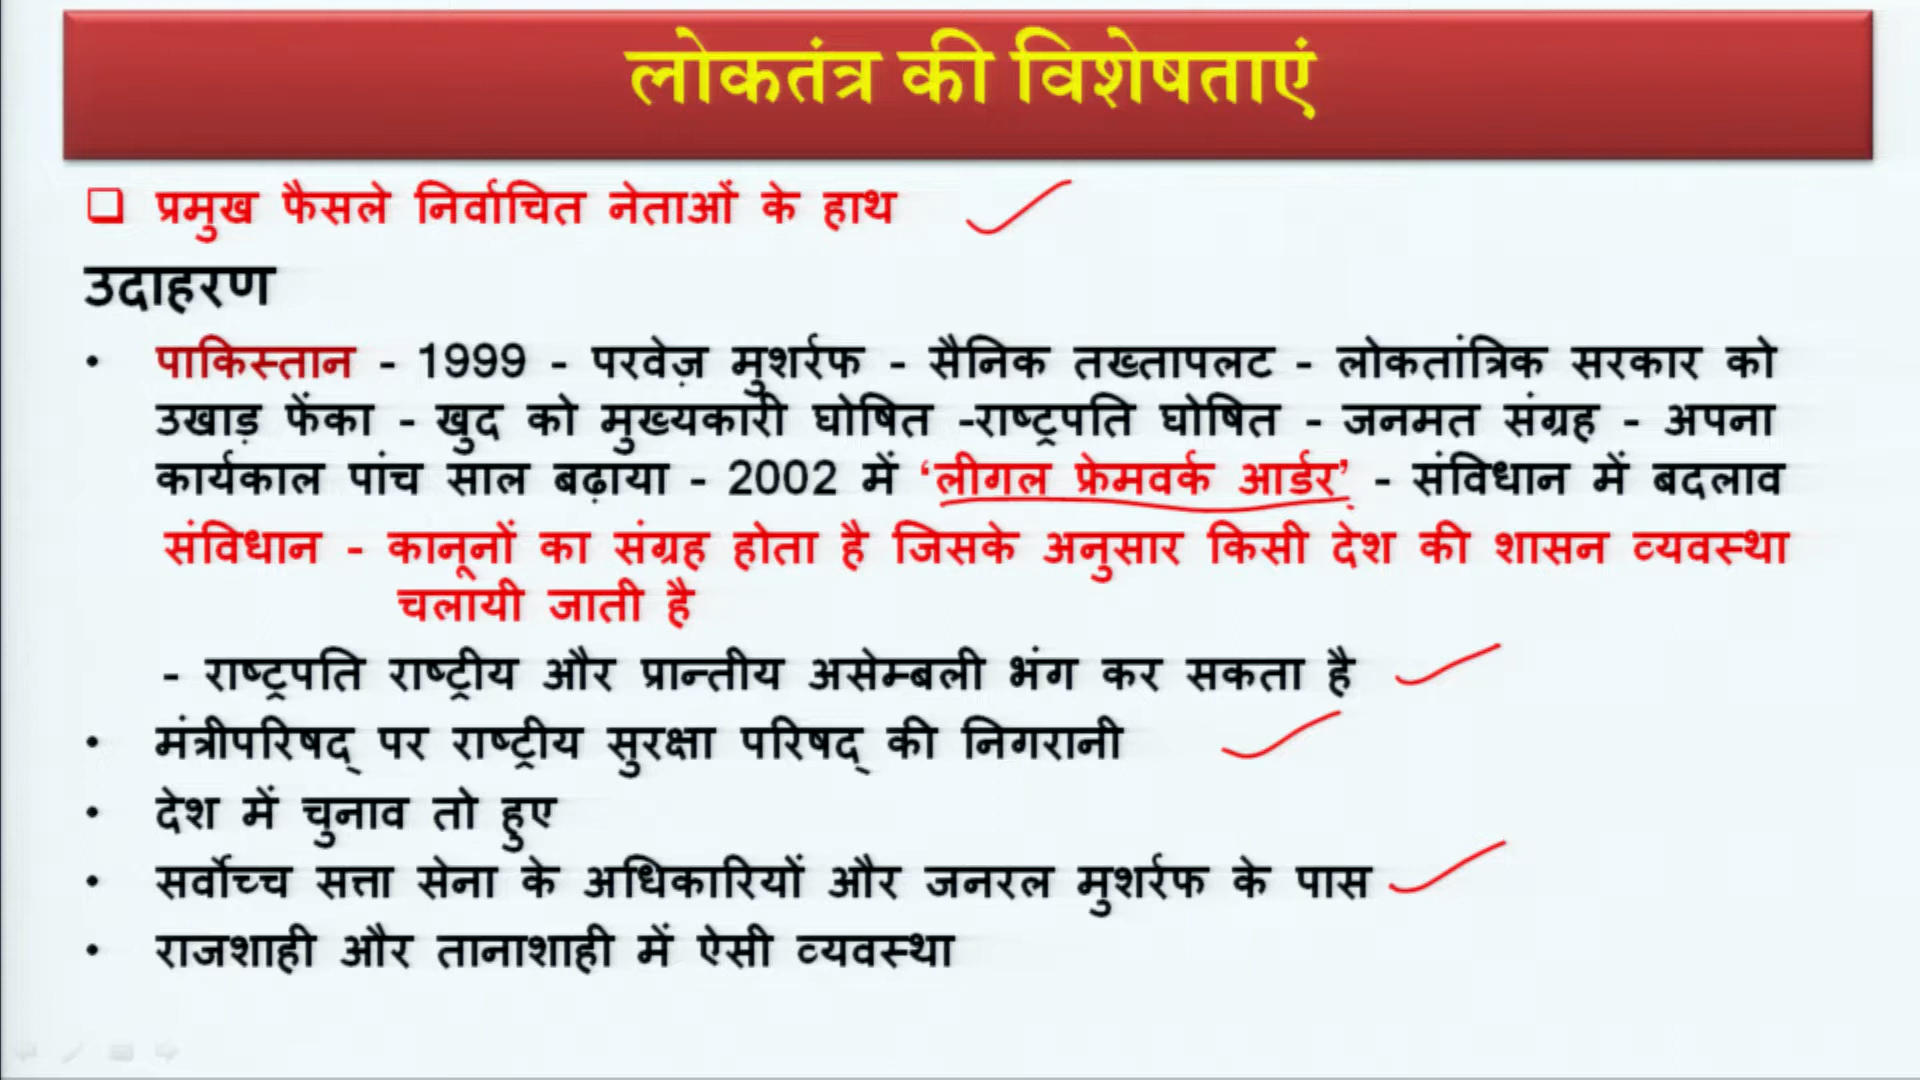 लोकतंत्र की विशेषताएं
❑ प्रमुख फैसले निर्वाचित नेताओं के हाथ
उदाहरण
• पाकिस्तान - 1999 - परवेज़ मुशर्रफ - सैनिक तख्तापलट - लोकतांत्रिक सरकार को
उखाड़ फेंका - खुद को मुख्यकारी घोषित -राष्ट्रपति घोषित - जनमत संग्रह - अपना
कार्यकाल पांच साल बढ़ाया - 2002 में ‘लीगल फ्रेमवर्क आर्डर’ - संविधान में बदलाव
संविधान - कानूनों का संग्रह होता है जिसके अनुसार किसी देश की शासन व्यवस्था
चलायी जाती है
- राष्ट्रपति राष्ट्रीय और प्रान्तीय असेम्बली भंग कर सकता है
• मंत्रीपरिषद् पर राष्ट्रीय सुरक्षा परिषद् की निगरानी
• देश में चुनाव तो हुए
• सर्वोच्च सत्ता सेना के अधिकारियों और जनरल मुशर्रफ के पास
• राजशाही और तानाशाही में ऐसी व्यवस्था